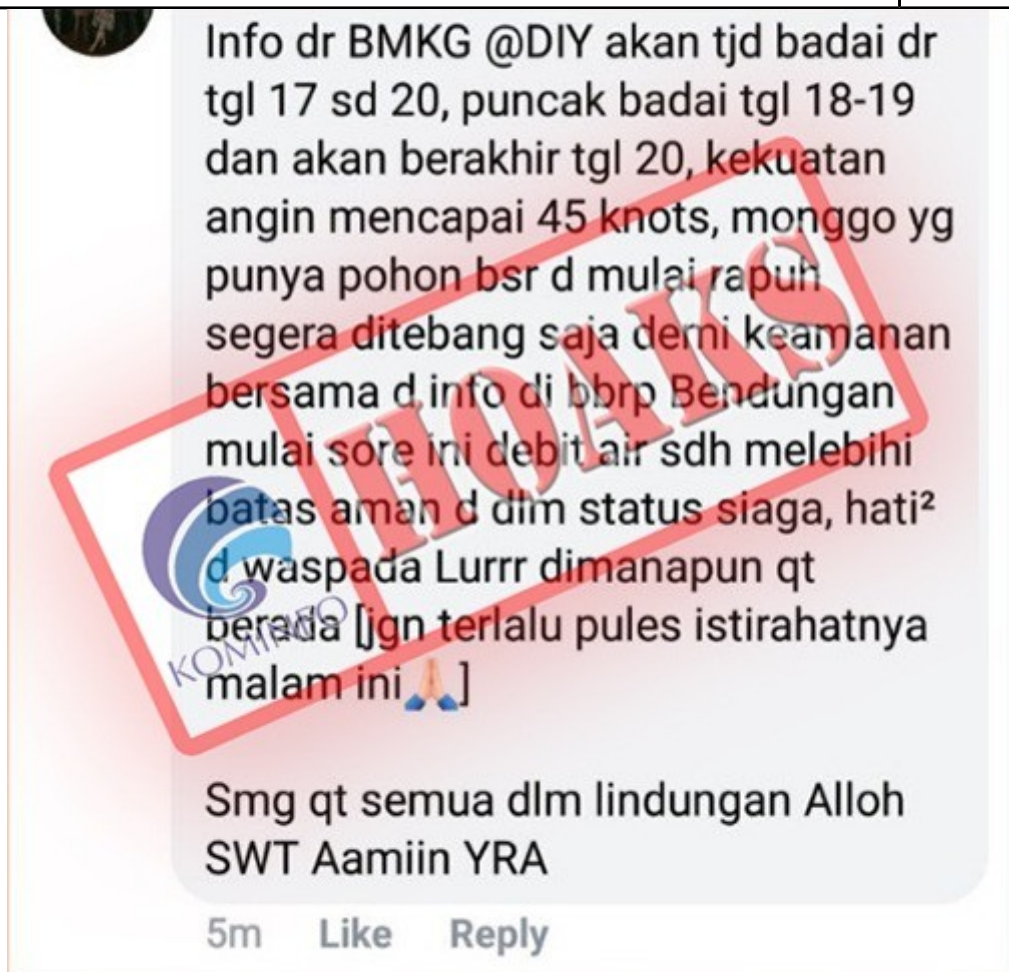 Info dr BMKG @DIY akan tjd badai dr
tgl 17 sd 20, puncak badai tgl 18-19
dan akan berakhir tgl 20, kekuatan
angin mencapai 45 knots, monggo yg
punya pohon bsr d mulai rapuh
segera ditebang saja demi keamanan
bersama d info di bbrp Bendungan
mulai sore ini debit air sdh melebihi
batas aman d dlm status siaga, hati²
d waspada Lurrr dimanapun qt
berada [jgn terlalu pules istirahatnya
malam ini🙏🏻]
Smg qt semua dlm lindungan Alloh
SWT Aamiin YRA
5m Like Reply
HOAKS
KOMINFO